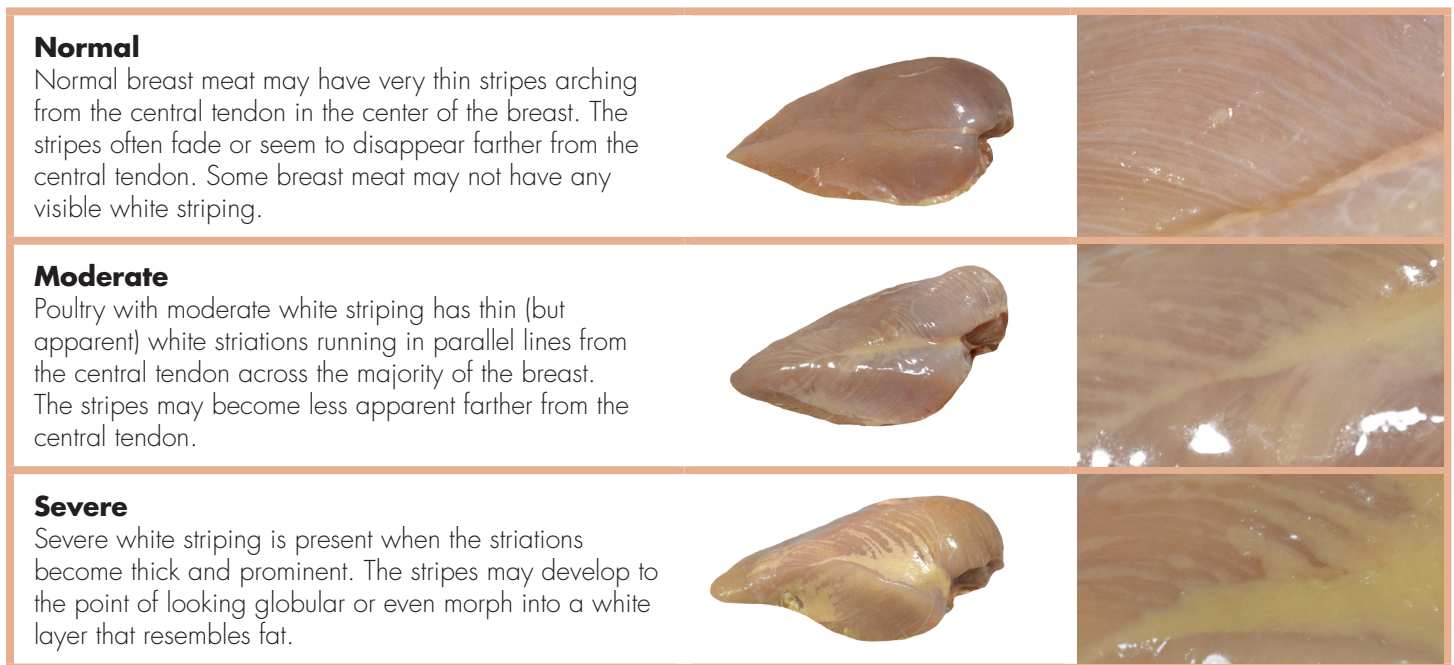 Normal
Normal breast meat may have very thin stripes arching
from the central tendon in the center of the breast. The
stripes often fade or seem to disappear farther from the
central tendon. Some breast meat may not have any
visible white striping.
Moderate
Poultry with moderate white striping has thin (but
apparent) white striations running in parallel lines from
the central tendon across the majority of the breast.
The stripes may become less apparent farther from the
central tendon.
Severe
Severe white striping is present when the striations
become thick and prominent. The stripes may develop to
the point of looking globular or even morph into a white
layer that resembles fat.